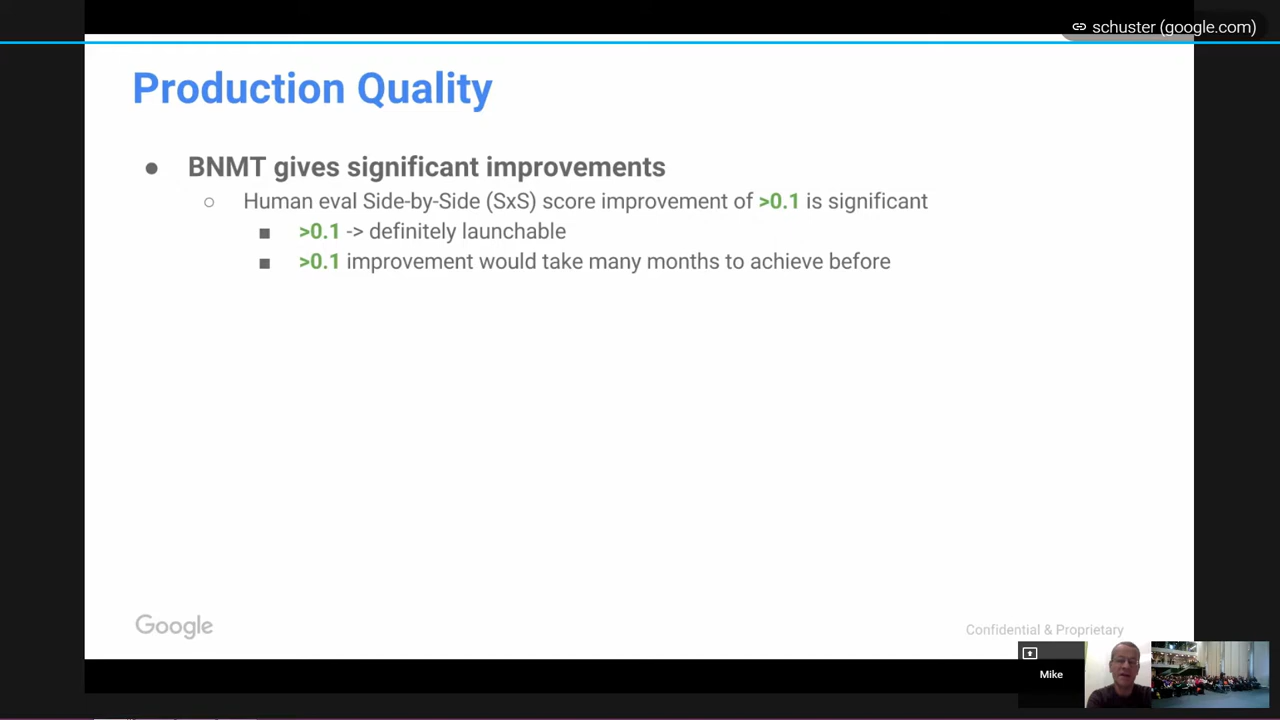 schuster (google.com)
Production Quality
● BNMT gives significant improvements
○ Human eval Side-by-Side (SxS) score improvement of >0.1 is significant
■ >0.1 -> definitely launchable
■ >0.1 improvement would take many months to achieve before
Google
Confidential & Proprietary
Mike